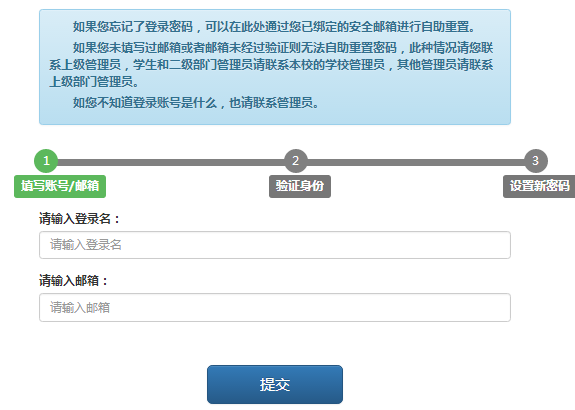 如果您忘记了登录密码，可以在此处通过您已绑定的安全邮箱进行自助重置。
如果您未填写过邮箱或者邮箱未经过验证则无法自助重置密码，此种情况请您联
系上级管理员，学生和二级部门管理员请联系本校的学校管理员，其他管理员请联系
上级部门管理员。
如您不知道登录账号是什么，也请联系管理员。
1 2 3
填写账号/邮箱 验证身份 设置新密码
请输入登录名：
请输入登录名
请输入邮箱：
请输入邮箱
提交